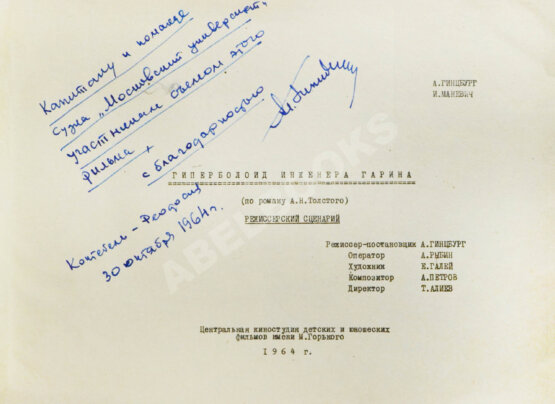 Капитану и команде
судна „Московский университет"
участникам съемок этого
фильма
с благодарностью
А.Гинцбург
Коктебель - Феодосия
30 октября 1964г.
А.ГИНЦБУРГ
И.МАНЕВИЧ
ГИПЕРБОЛОИД ИНЖЕНЕРА ГАРИНА
(по роману А.Н.Толстого)
РЕЖИССЕРСКИЙ СЦЕНАРИЙ
Режиссер-постановщик А.ГИНЦБУРГ
Оператор А.РЫБИН
Художник Е.ГАЛЕЙ
Композитор А.ПЕТРОВ
Директор Т.АЛИЕВ
Центральная киностудия детских и юношеских
фильмов имени М.Горького
1964 г.